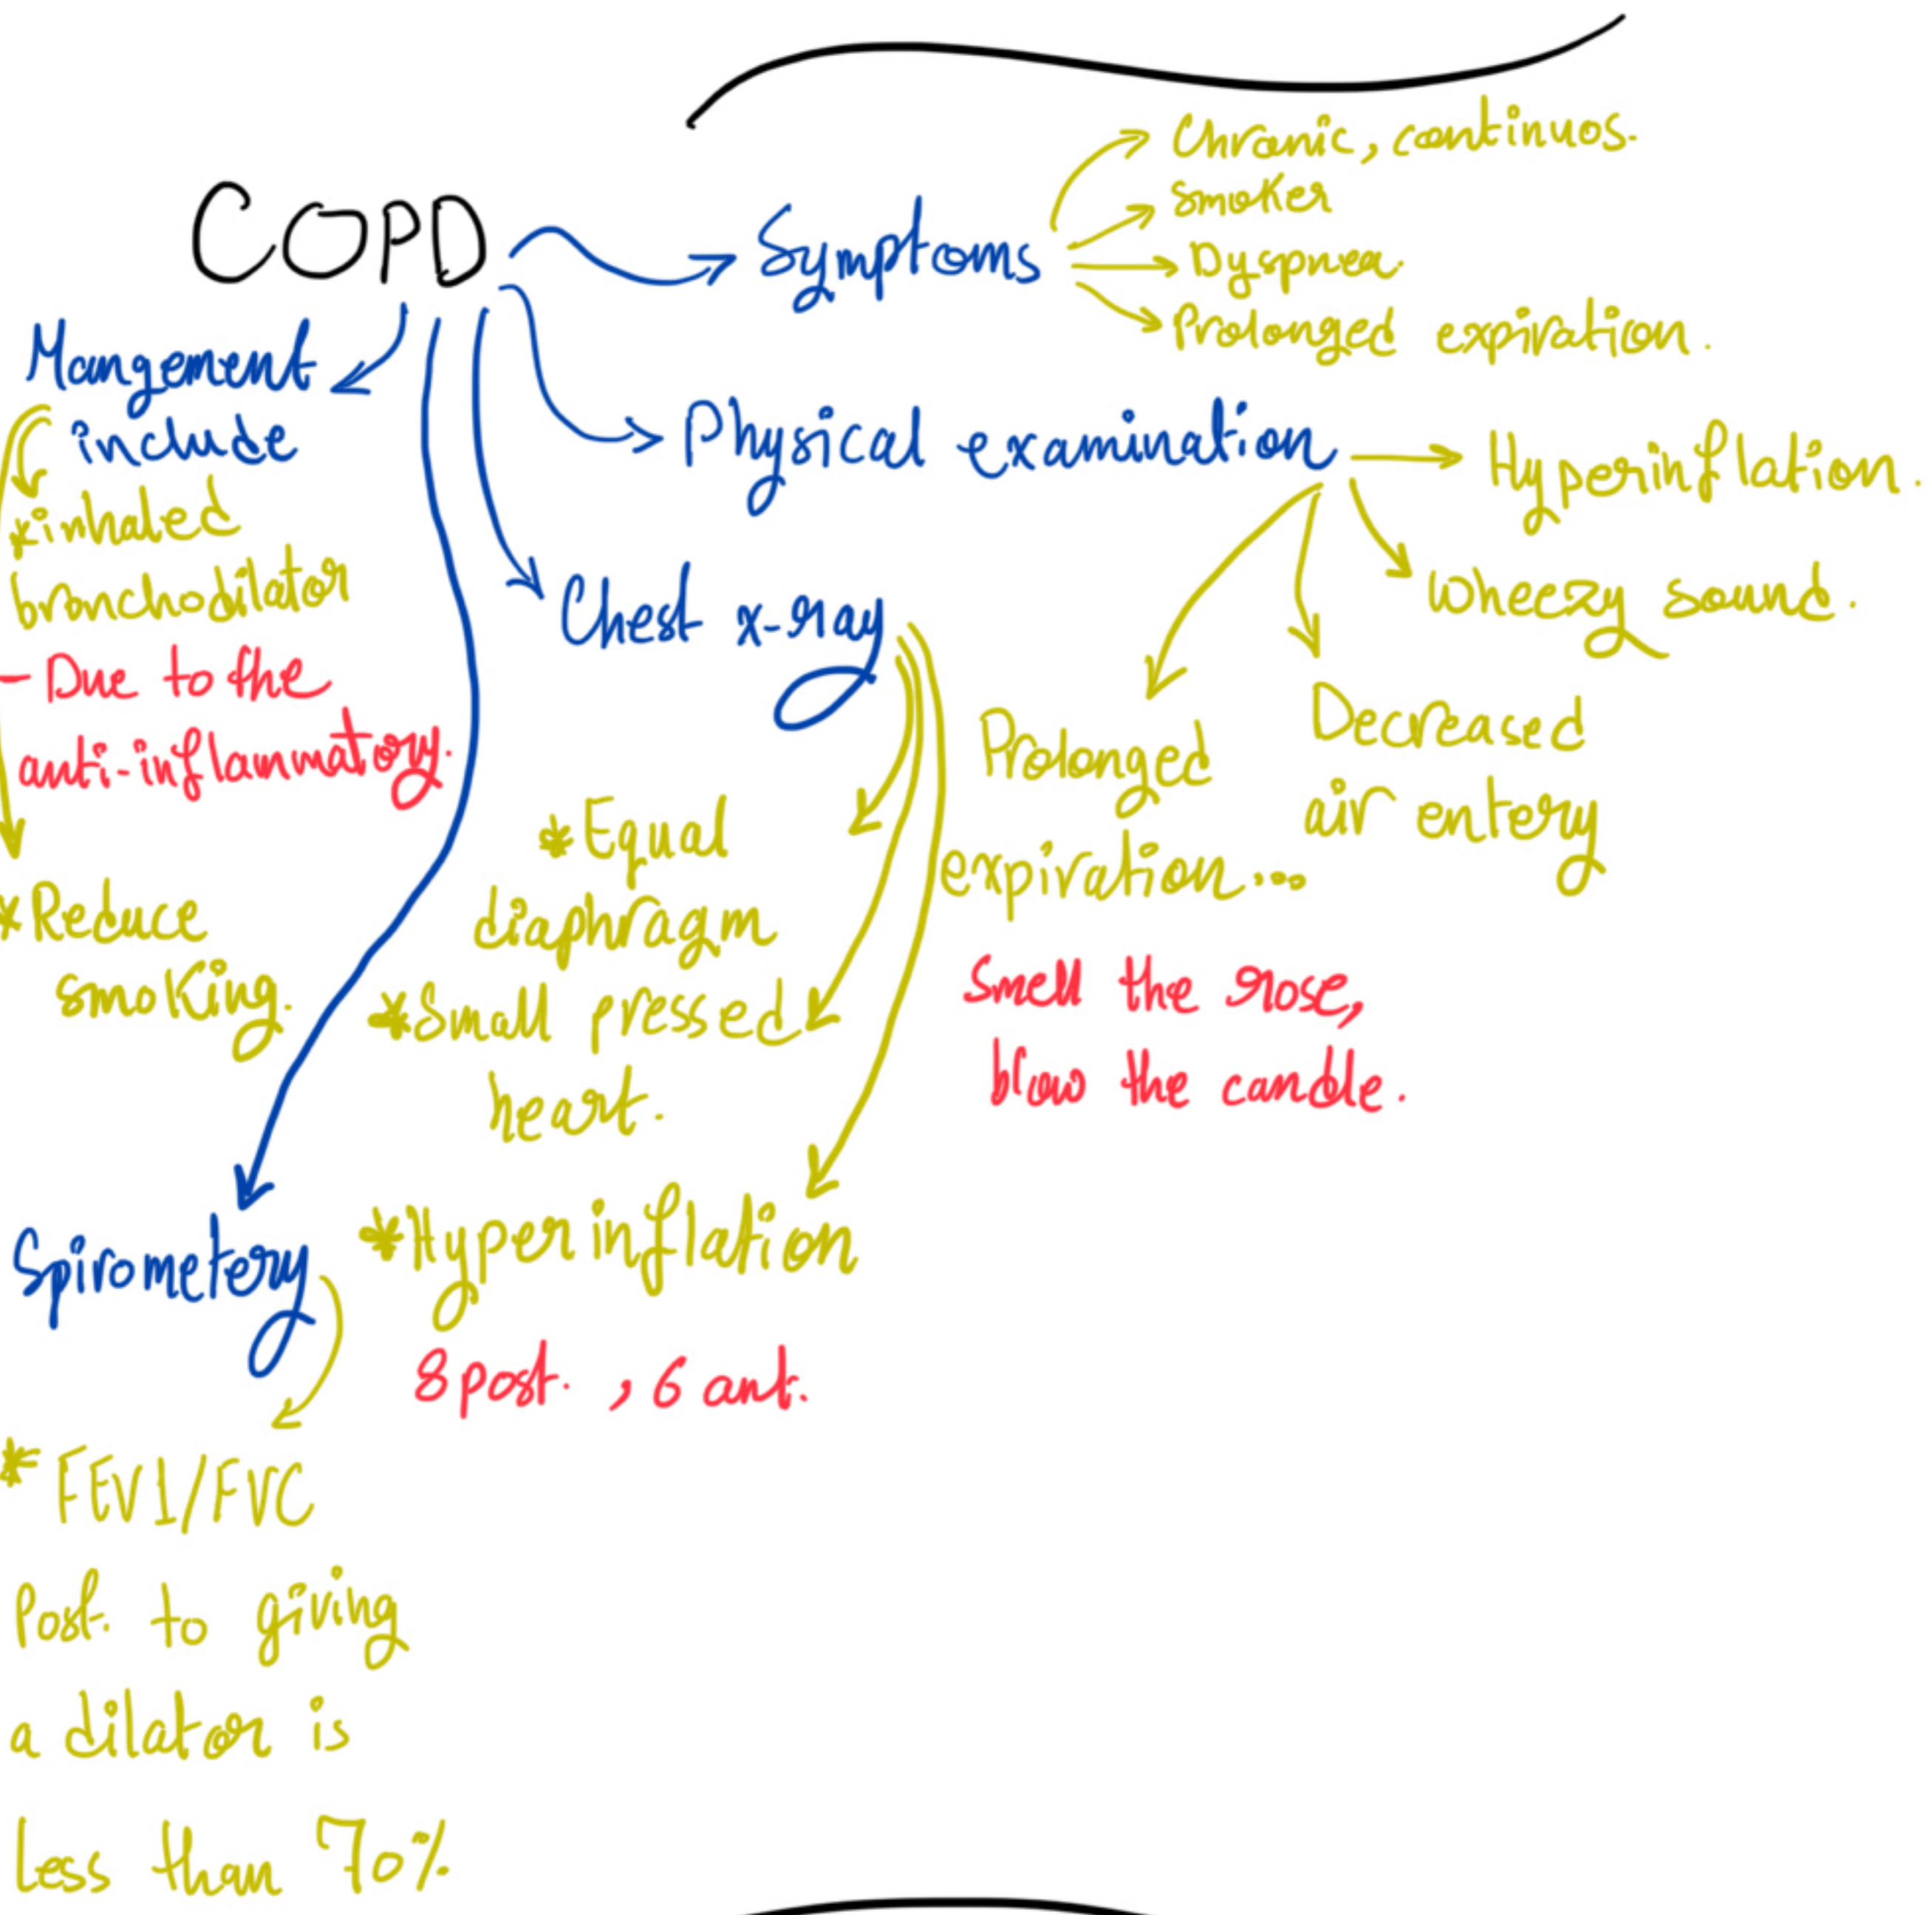 COPD
Symptoms
Chronic, continuos.
smoker
Dyspnea.
Prolonged expiration.
Mangement
include
*inhaled
bronchodilator
- Due to the
anti-inflammatory.
*Reduce
smoking.
Physical examination
Hyperinflation.
Wheezy sound.
Decreased
air entery
Prolonged
expiration...
Smell the rose,
blow the candle.
Chest x-ray
*Equal
diaphragm
*Small pressed
heart.
*Hyperinflation
8 post. , 6 ant.
Spirometery
* FEV1/FVC
Post. to giving
a dilator is
less than 70%